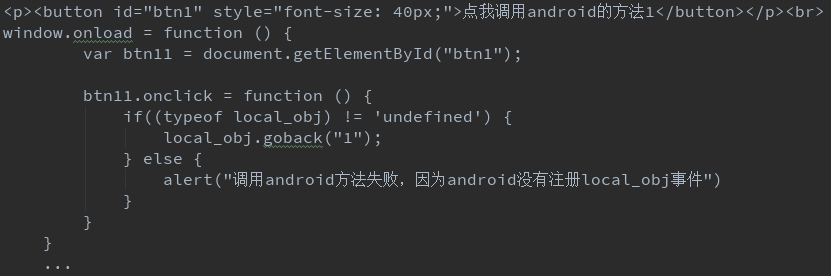 <p><button id="btn1" style="font-size: 40px;">点我调用android的方法1</button></p><br>
window.onload = function () {
        var btn11 = document.getElementById("btn1");

        btn11.onclick = function () {
            if((typeof local_obj) != 'undefined') {
                local_obj.goback("1");
            } else {
                alert("调用android方法失败，因为android没有注册local_obj事件")
            }
        }
    }
    ...